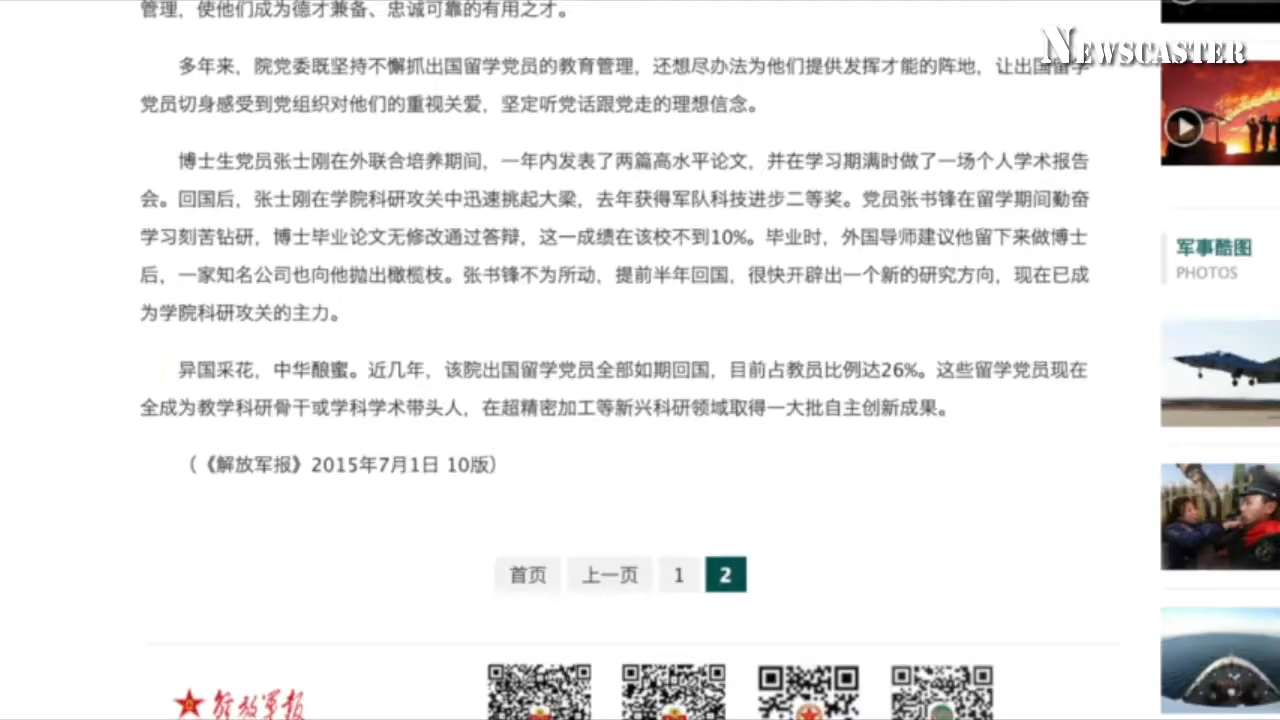 管理，使他们成为德才兼备、忠诚可靠的有用之才。
NEWSCASTER
多年来，院党委既坚持不懈抓出国留学党员的教育管理，还想尽办法为他们提供发挥才能的阵地，让出国留学
党员切身感受到党组织对他们的重视关爱，坚定听党话跟党走的理想信念。
博士生党员张士刚在外联合培养期间，一年内发表了两篇高水平论文，并在学习期满时做了一场个人学术报告
会。回国后，张士刚在学院科研攻关中迅速挑起大梁，去年获得军队科技进步二等奖。党员张书锋在留学期间勤奋
学习刻苦钻研，博士毕业论文无修改通过答辩，这一成绩在该校不到10%。毕业时，外国导师建议他留下来做博士
后，一家知名公司也向他抛出橄榄枝。张书锋不为所动，提前半年回国，很快开辟出一个新的研究方向，现在已成
为学院科研攻关的主力。
异国采花，中华酿蜜。近几年，该院出国留学党员全部如期回国，目前占教员比例达26%。这些留学党员现在
全成为教学科研骨干或学科学术带头人，在超精密加工等新兴科研领域取得一大批自主创新成果。
（《解放军报》2015年7月1日 10版）
首页 上一页 1 2
军事酷图
PHOTOS
解放军报